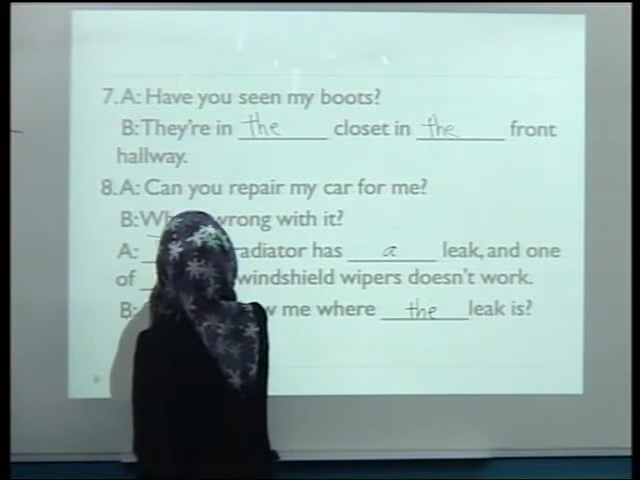 7. A: Have you seen my boots?
B: They're in the closet in the front
hallway.
8. A: Can you repair my car for me?
B: wrong with it?
A: radiator has a leak, and one
of windshield wipers doesn't work.
B: me where the leak is?